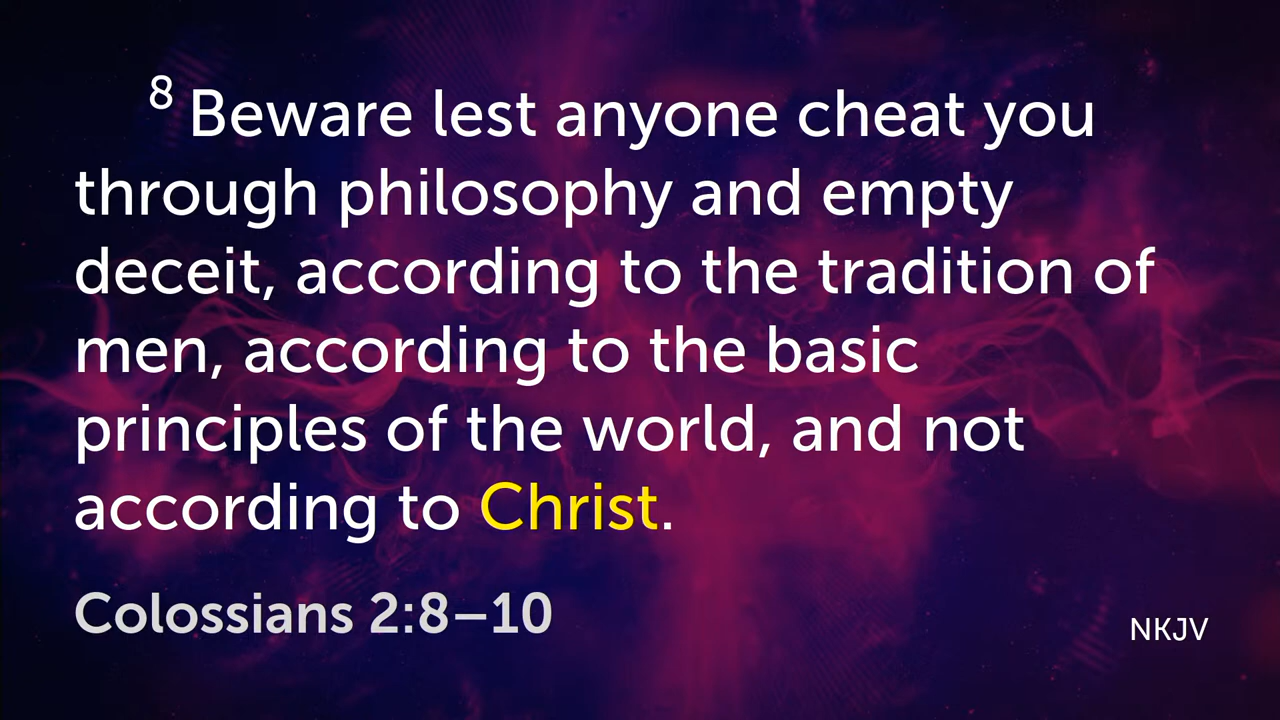 8 Beware lest anyone cheat you
through philosophy and empty
deceit, according to the tradition of
men, according to the basic
principles of the world, and not
according to Christ.
Colossians 2:8–10
NKJV